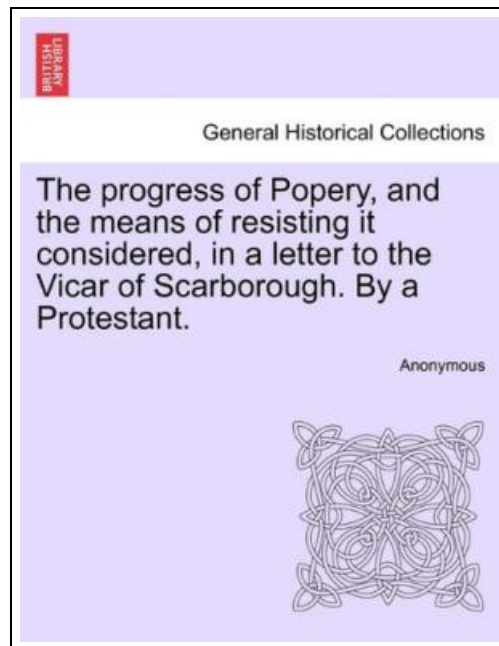 BRITISH
LIBRARY
General Historical Collections
The progress of Popery, and
the means of resisting it
considered, in a letter to the
Vicar of Scarborough. By a
Protestant.
Anonymous